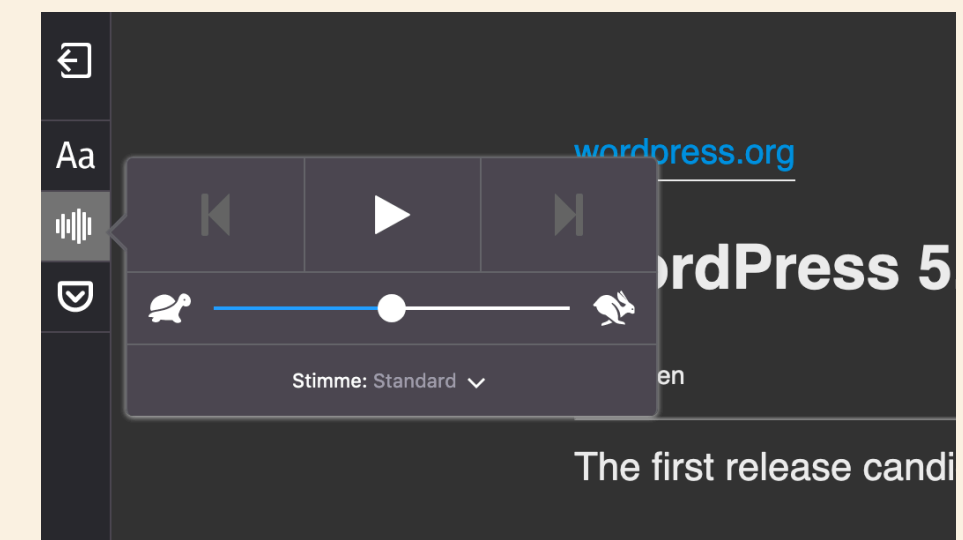 Aa
wordpress.org
ordPress 5
Stimme: Standard
en
The first release candi